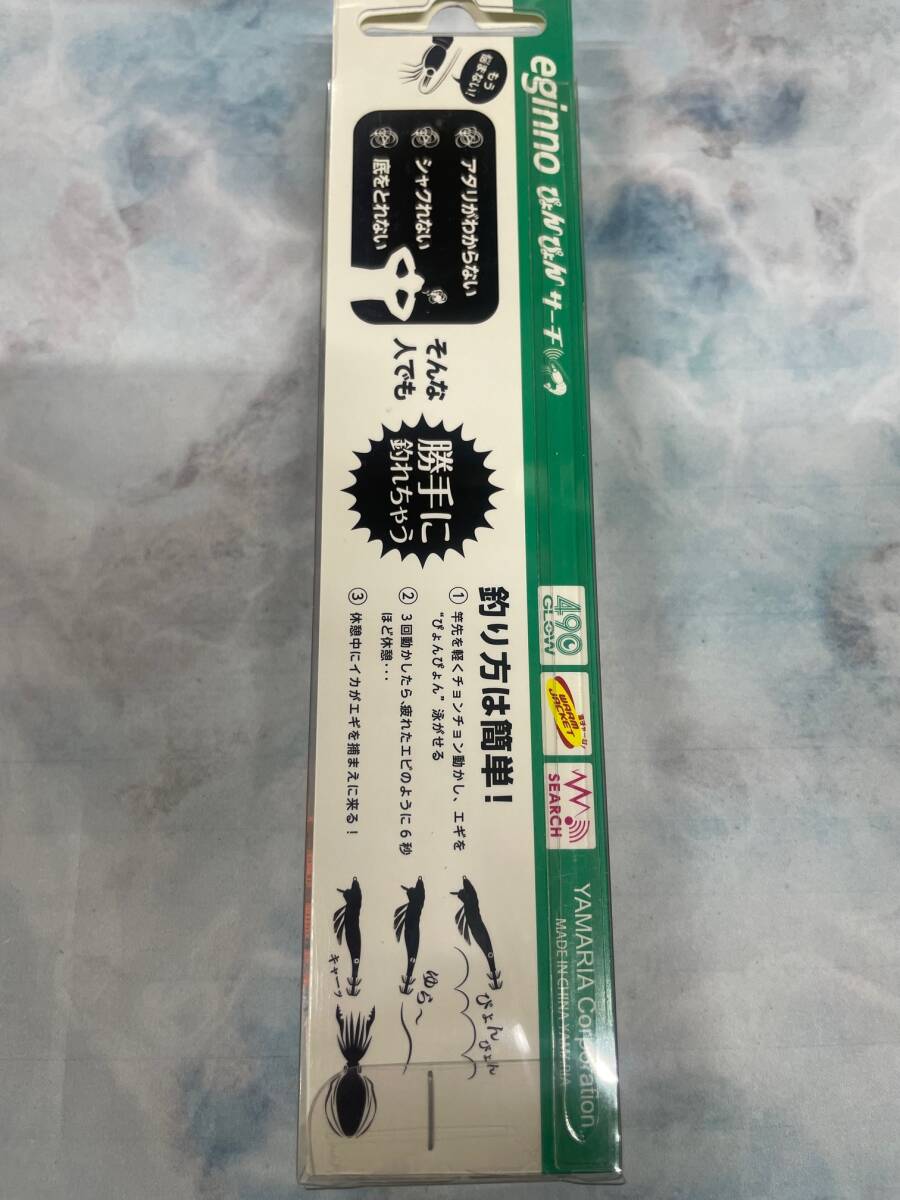 eginno ぴょんぴょん サーチ
490
GLOW
WARM
JACKET
SEARCH
YAMARIA Corporation
MADE IN CHINA YAMARIA
もう
悩まない!
アタリがわからない
シャクれない
底をとれない
そんな
人でも
勝手に
釣れちゃう
釣り方は簡単!
① 竿先を軽くチョンチョン動かし、エギを
“ぴょんぴょん” 泳がせる
② 3回動かしたら、疲れたエビのように6秒
ほど休憩・・・
③ 休憩中にイカがエギを捕まえに来る!
ぴょん
ぴょん
ゆら〜
キャーッ